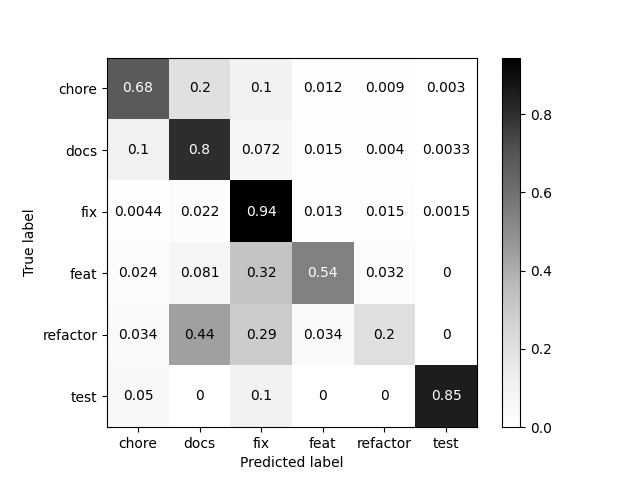 chore 0.68 0.2 0.1 0.012 0.009 0.003
0.8
docs 0.1 0.8 0.072 0.015 0.004 0.0033
0.6
fix 0.0044 0.022 0.94 0.013 0.015 0.0015
True label
feat 0.024 0.081 0.32 0.54 0.032 0
0.4
refactor 0.034 0.44 0.29 0.034 0.2 0
0.2
test 0.05 0 0.1 0 0 0.85
0.0
chore docs fix feat refactor test
Predicted label